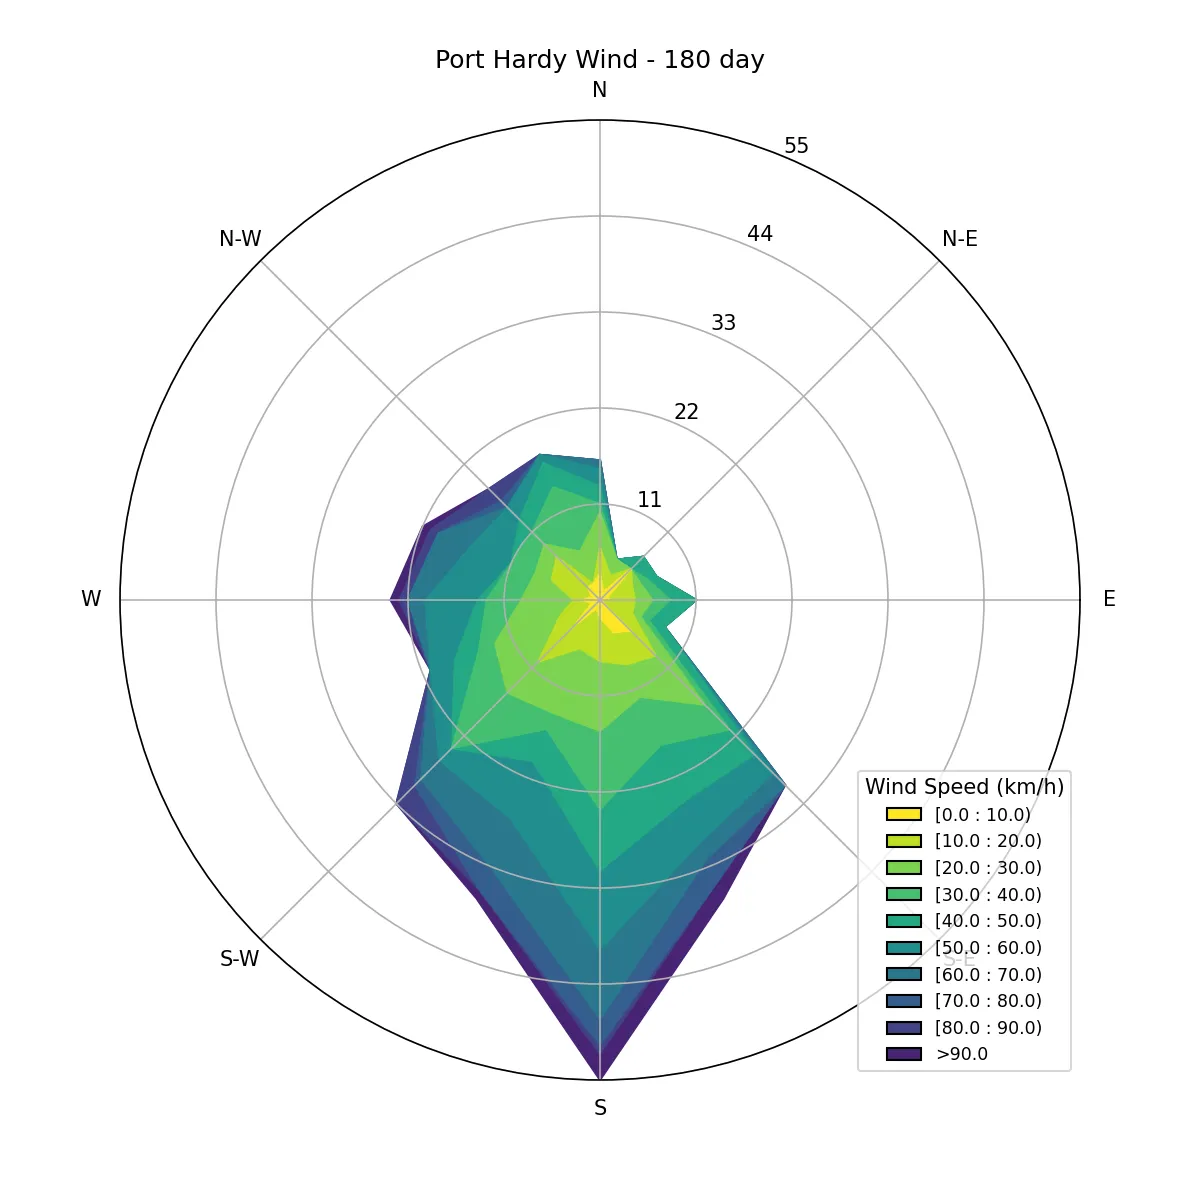 Port Hardy Wind - 180 day
N
55
N-W
44
N-E
33
22
11
W
E
Wind Speed (km/h)
[0.0 : 10.0)
[10.0 : 20.0)
[20.0 : 30.0)
[30.0 : 40.0)
[40.0 : 50.0)
[50.0 : 60.0)
[60.0 : 70.0)
[70.0 : 80.0)
[80.0 : 90.0)
>90.0
S-W
S-E
S